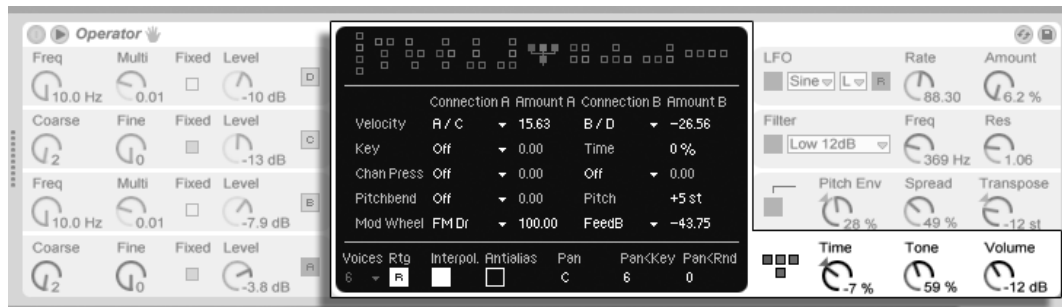 Operator
Freq Multi Fixed Level
10.0 Hz 0.01 -10 dB D
Coarse Fine Fixed Level
2 0 -13 dB C
Freq Multi Fixed Level
10.0 Hz 0.01 -7.9 dB B
Coarse Fine Fixed Level
2 0 -3.8 dB A
Connection A Amount A Connection B Amount B
Velocity A / C 15.63 B / D -26.56
Key Off 0.00 Time 0 %
Chan Press Off 0.00 Off 0.00
Pitchbend Off 0.00 Pitch +5 st
Mod Wheel FM Dr 100.00 FeedB -43.75
Voices Rtg Interpol. Antialias Pan Pan<Key Pan<Rnd
6 R C 6 0
LFO Rate Amount
Sine L R 88.30 6.2 %
Filter Freq Res
Low 12dB 369 Hz 1.06
Pitch Env Spread Transpose
28 % 49 % -12 st
Time Tone Volume
-7 % 59 % -12 dB